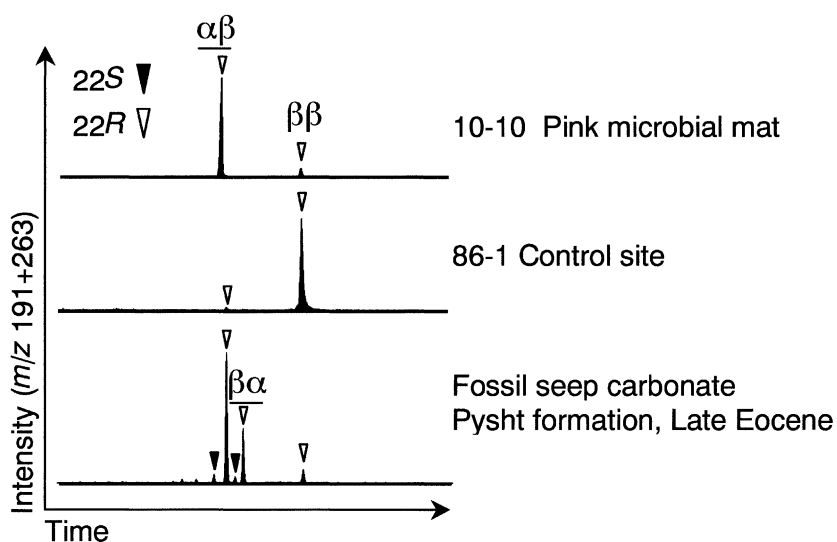 αβ
22S
22R
ββ
10-10 Pink microbial mat
86-1 Control site
βα
Fossil seep carbonate
Pysht formation, Late Eocene
Intensity (m/z 191+263)
Time